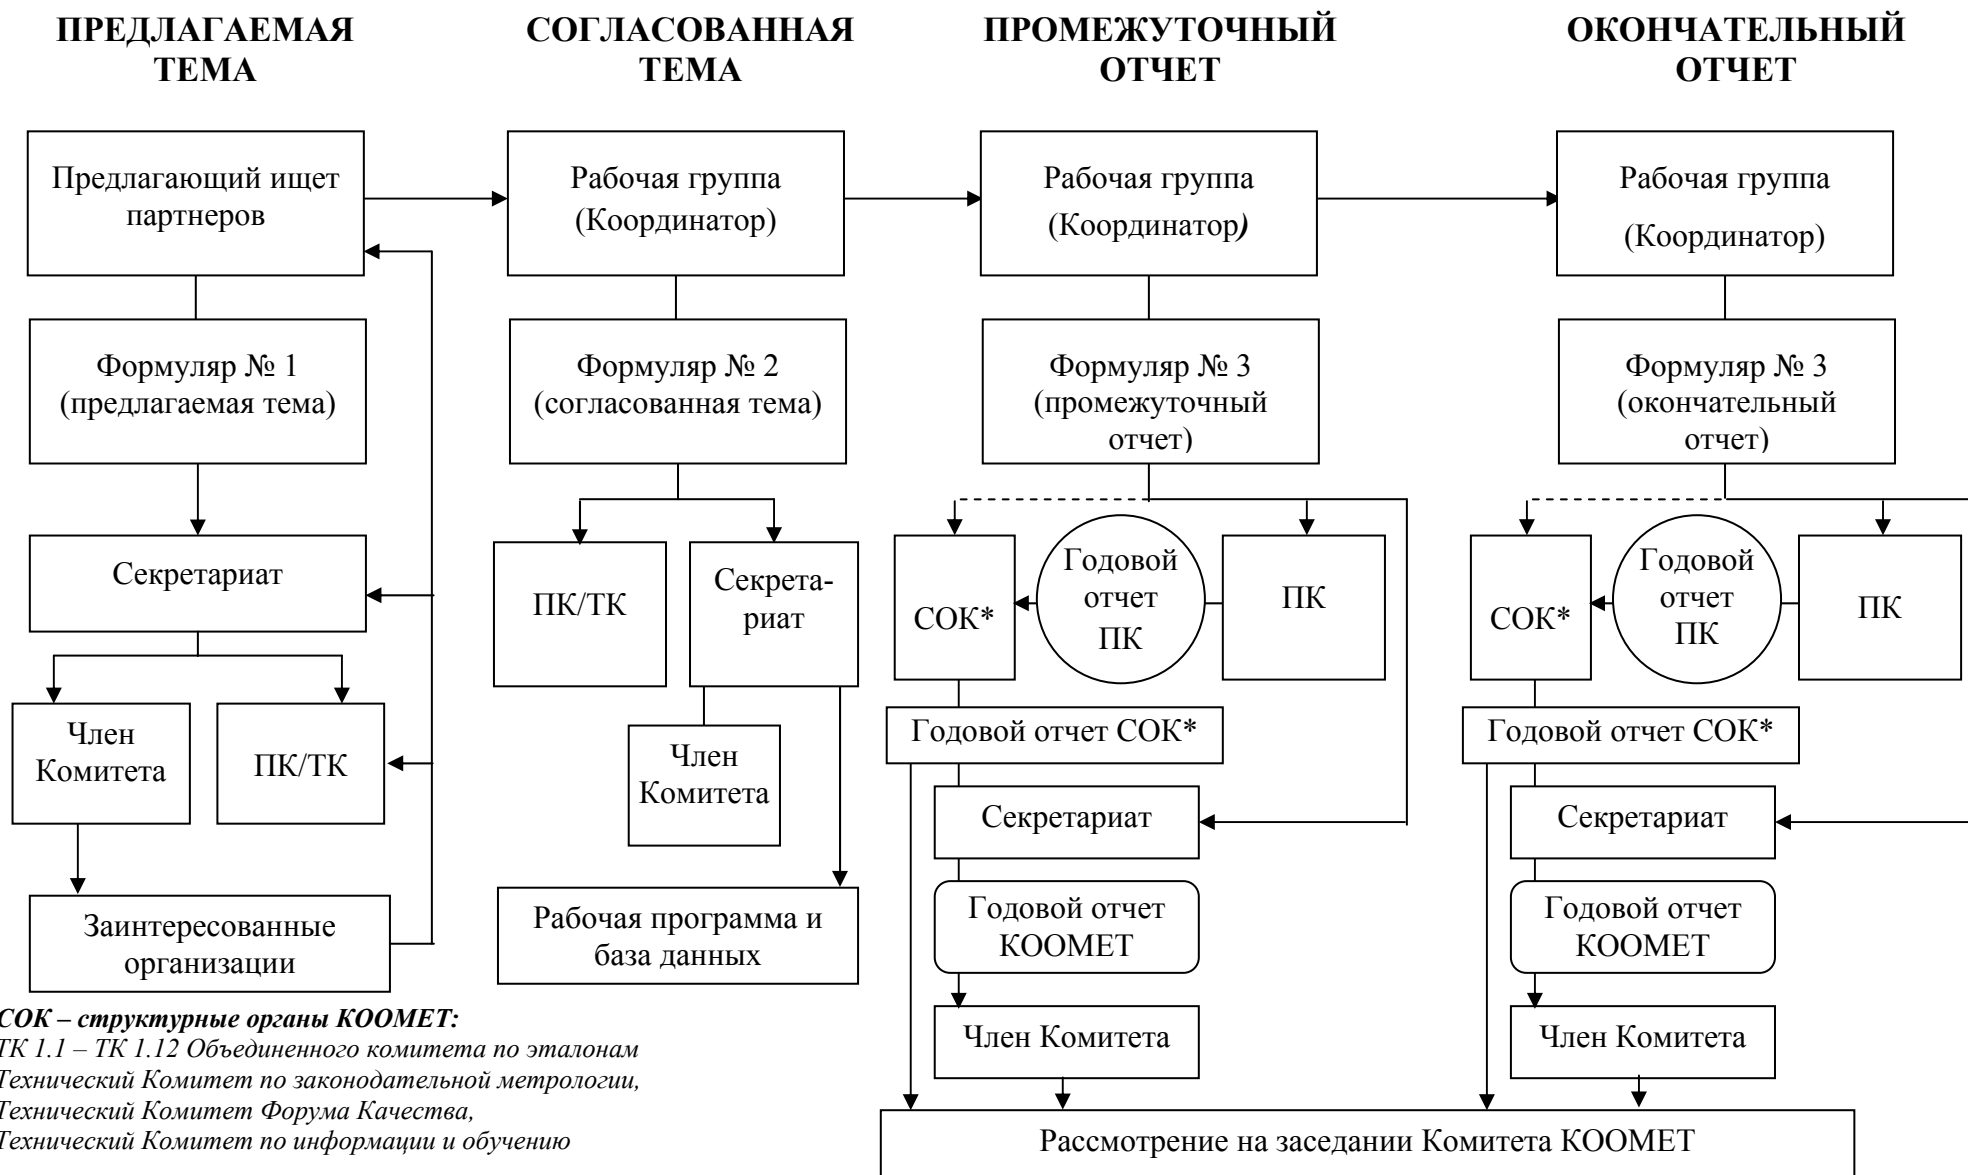 ПРЕДЛАГАЕМАЯ
ТЕМА
СОГЛАСОВАННАЯ
ТЕМА
ПРОМЕЖУТОЧНЫЙ
ОТЧЕТ
ОКОНЧАТЕЛЬНЫЙ
ОТЧЕТ
Предлагающий ищет
партнеров
Рабочая группа
(Координатор)
Рабочая группа
(Координатор)
Рабочая группа
(Координатор)
Формуляр № 1
(предлагаемая тема)
Формуляр № 2
(согласованная тема)
Формуляр № 3
(промежуточный
отчет)
Формуляр № 3
(окончательный
отчет)
Секретариат
ПК/ТК
Секрета-
риат
СОК*
Годовой
отчет
ПК
ПК
СОК*
Годовой
отчет
ПК
ПК
Член
Комитета
ПК/ТК
Член
Комитета
Годовой отчет СОК*
Годовой отчет СОК*
Секретариат
Секретариат
Заинтересованные
организации
Рабочая программа и
база данных
Годовой отчет
КООМЕТ
Годовой отчет
КООМЕТ
Член Комитета
Член Комитета
СОК – структурные органы КООМЕТ:
ТК 1.1 – ТК 1.12 Объединенного комитета по эталонам
Технический Комитет по законодательной метрологии,
Технический Комитет Форума Качества,
Технический Комитет по информации и обучению
Рассмотрение на заседании Комитета КООМЕТ